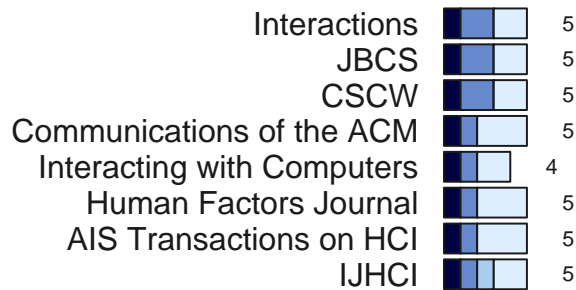 Interactions 5
JBCS 5
CSCW 5
Communications of the ACM 5
Interacting with Computers 4
Human Factors Journal 5
AIS Transactions on HCI 5
IJHCI 5